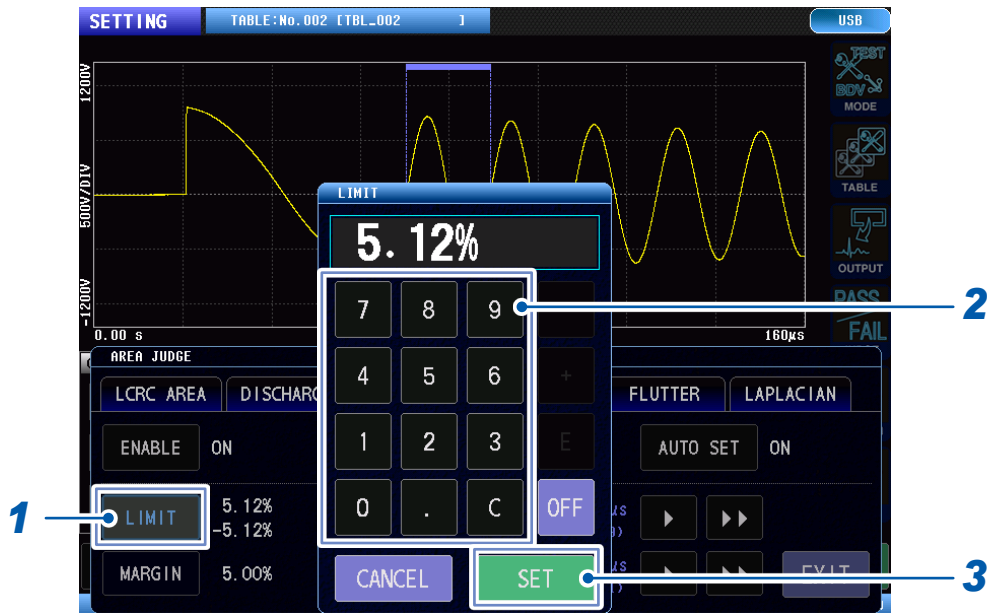 SETTING
TABLE:No.002 [TBL_002 ]
USB
TEST
BDV
MODE
TABLE
OUTPUT
PASS
FAIL
1200V
500V/DIV
-1200V
0.00 s
160µs
LIMIT
5.12%
7 8 9
4 5 6 +
1 2 3 E
0 . C OFF
CANCEL SET
AREA JUDGE
LCRC AREA
DISCHARG
FLUTTER
LAPLACIAN
ENABLE ON
AUTO SET ON
LIMIT 5.12%
-5.12%
MARGIN 5.00%
EXIT
1
2
3